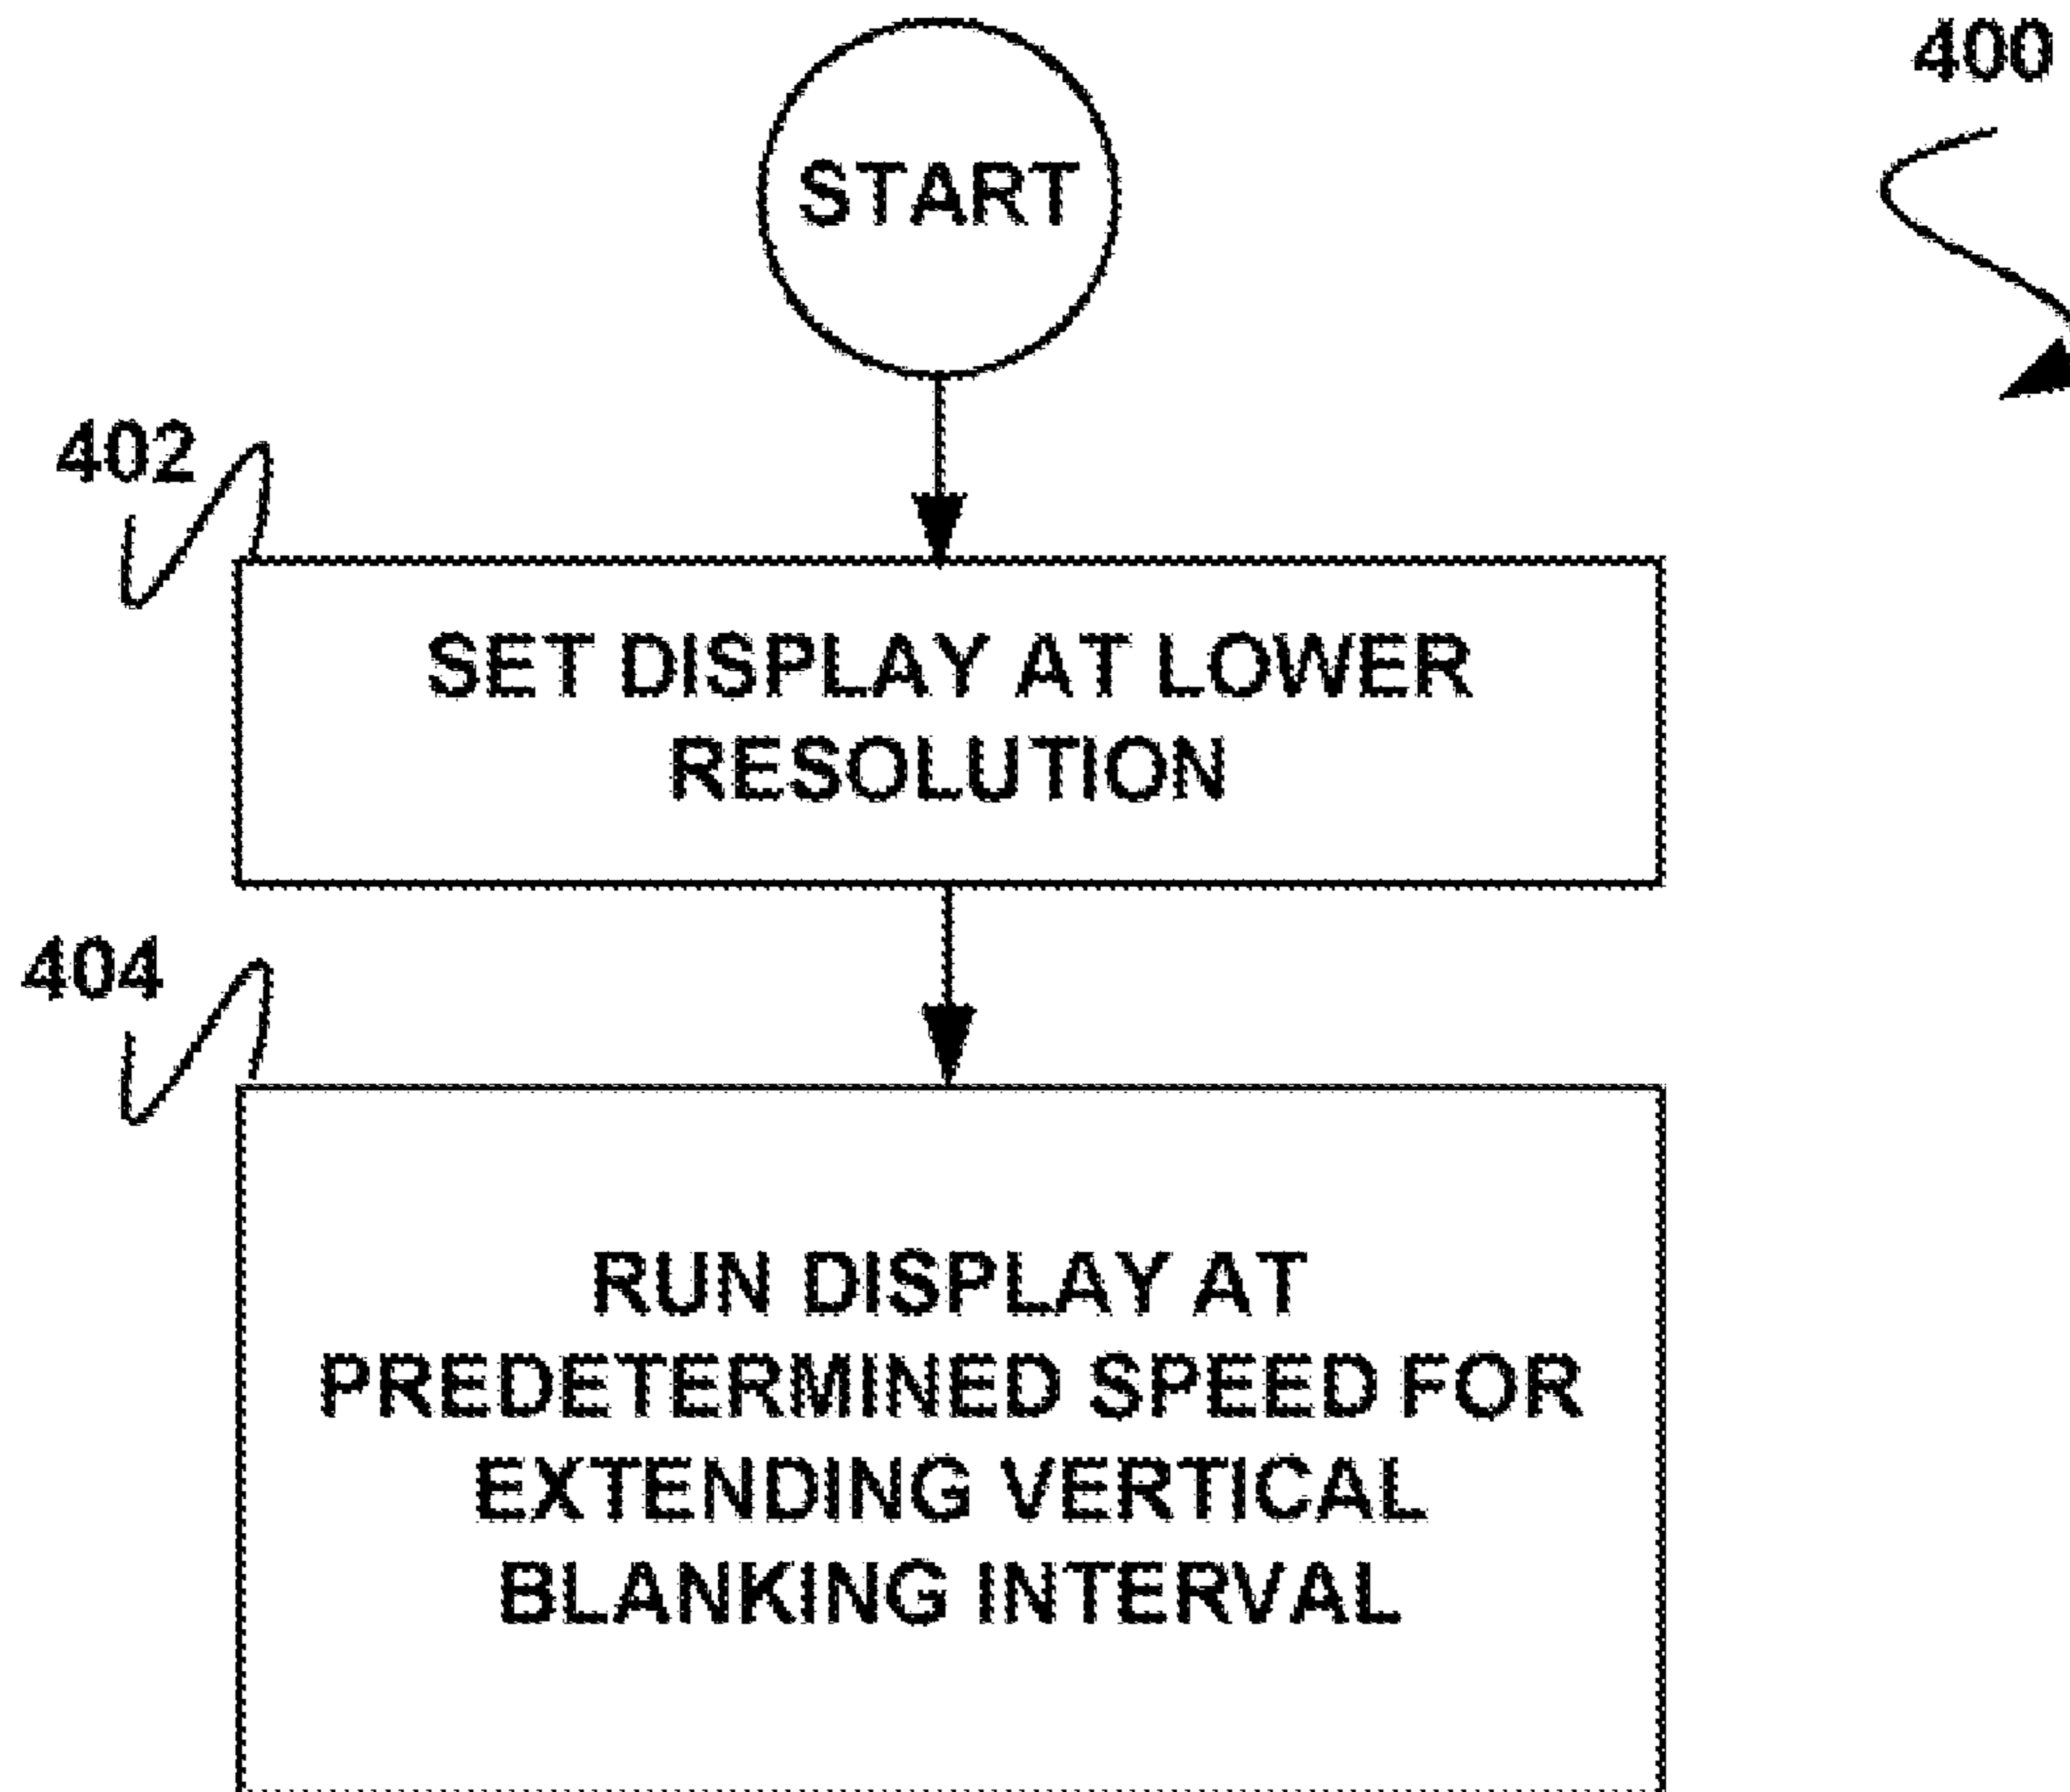 400
START
402
SET DISPLAY AT LOWER
RESOLUTION
404
RUN DISPLAY AT
PREDETERMINED SPEED FOR
EXTENDING VERTICAL
BLANKING INTERVAL